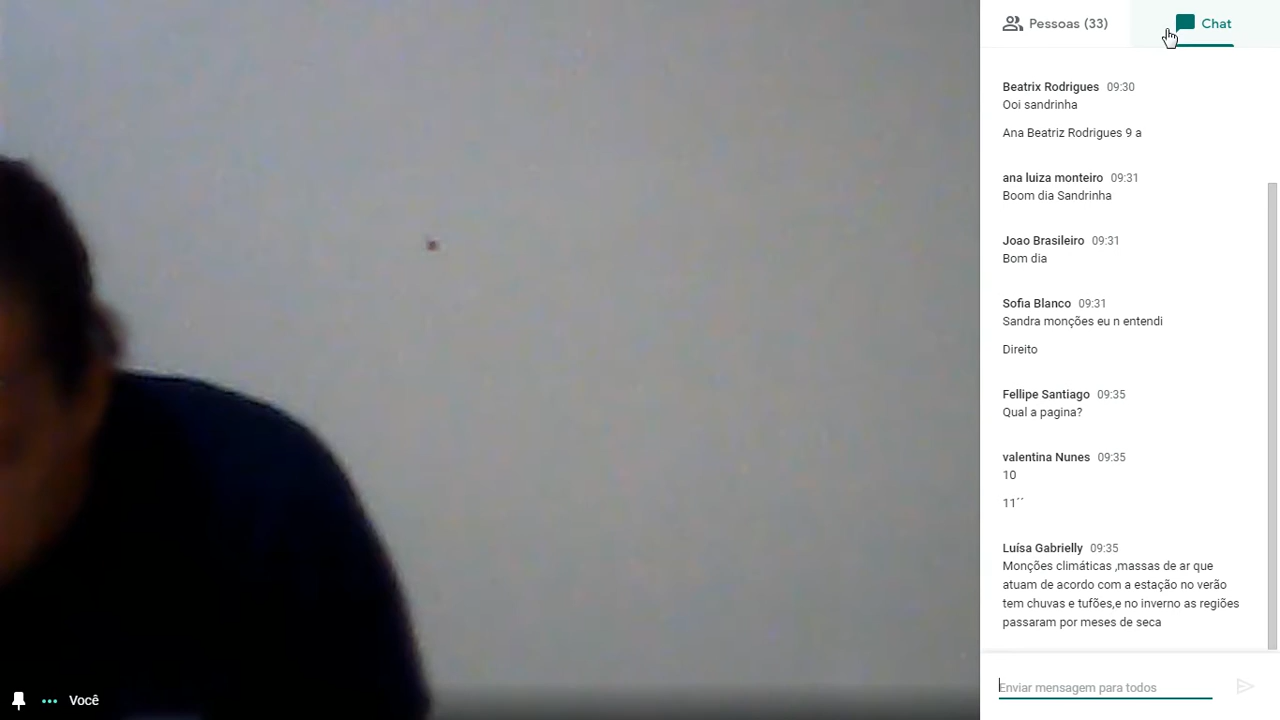 Pessoas (33)
Chat
Beatrix Rodrigues 09:30
Ooi sandrinha
Ana Beatriz Rodrigues 9 a
ana luiza monteiro 09:31
Boom dia Sandrinha
Joao Brasileiro 09:31
Bom dia
Sofia Blanco 09:31
Sandra monções eu n entendi
Direito
Fellipe Santiago 09:35
Qual a pagina?
valentina Nunes 09:35
10
11´´
Luísa Gabrielly 09:35
Monções climáticas ,massas de ar que
atuam de acordo com a estação no verão
tem chuvas e tufões,e no inverno as regiões
passaram por meses de seca
Enviar mensagem para todos
Você